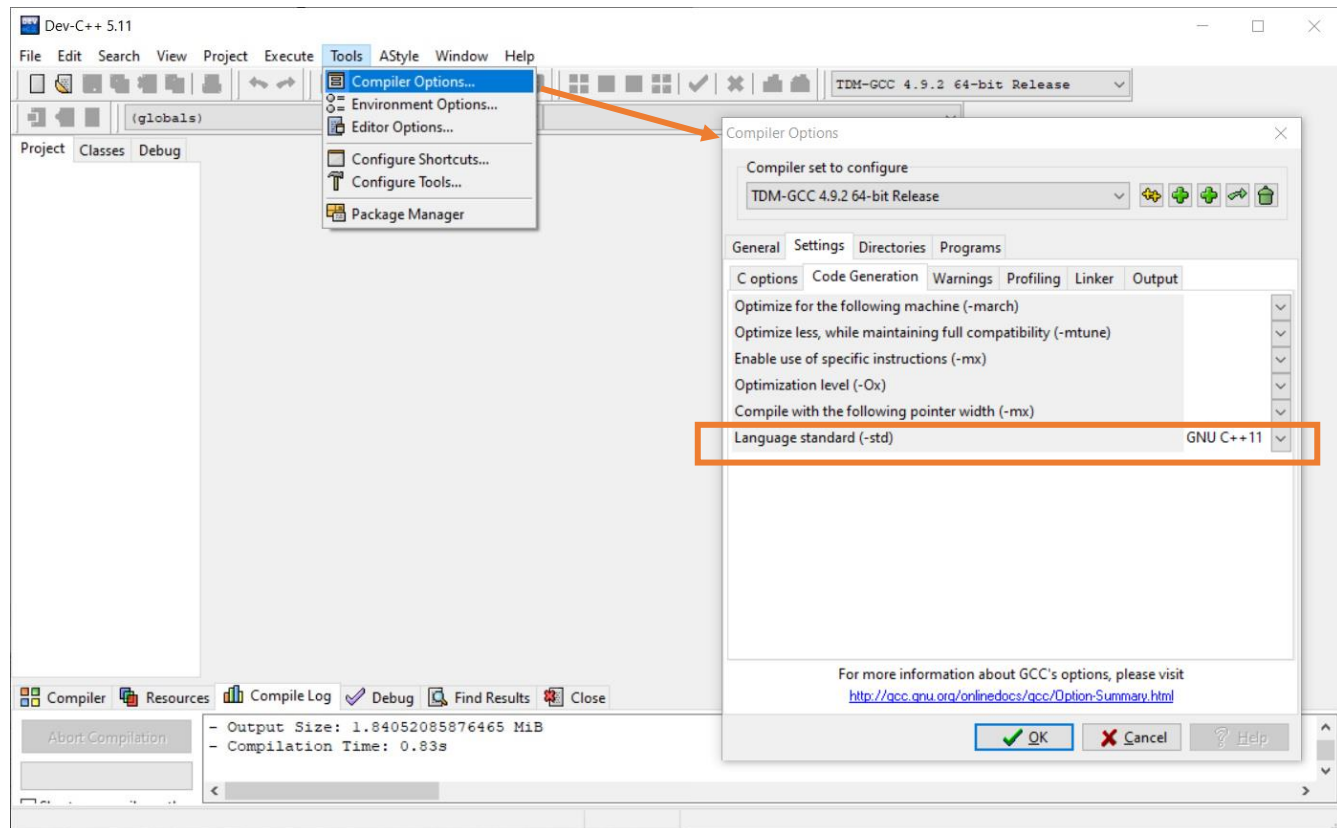 Dev-C++ 5.11
File Edit Search View Project Execute Tools AStyle Window Help
TDM-GCC 4.9.2 64-bit Release
(globals)
Project Classes Debug
Compiler Options...
Environment Options...
Editor Options...
Configure Shortcuts...
Configure Tools...
Package Manager
Compiler Options
Compiler set to configure
TDM-GCC 4.9.2 64-bit Release
General Settings Directories Programs
C options Code Generation Warnings Profiling Linker Output
Optimize for the following machine (-march)
Optimize less, while maintaining full compatibility (-mtune)
Enable use of specific instructions (-mx)
Optimization level (-Ox)
Compile with the following pointer width (-mx)
Language standard (-std) GNU C++11
For more information about GCC's options, please visit
http://gcc.gnu.org/onlinedocs/gcc/Option-Summary.html
OK Cancel Help
Compiler Resources Compile Log Debug Find Results Close
Abort Compilation
- Output Size: 1.84052085876465 MiB
- Compilation Time: 0.83s